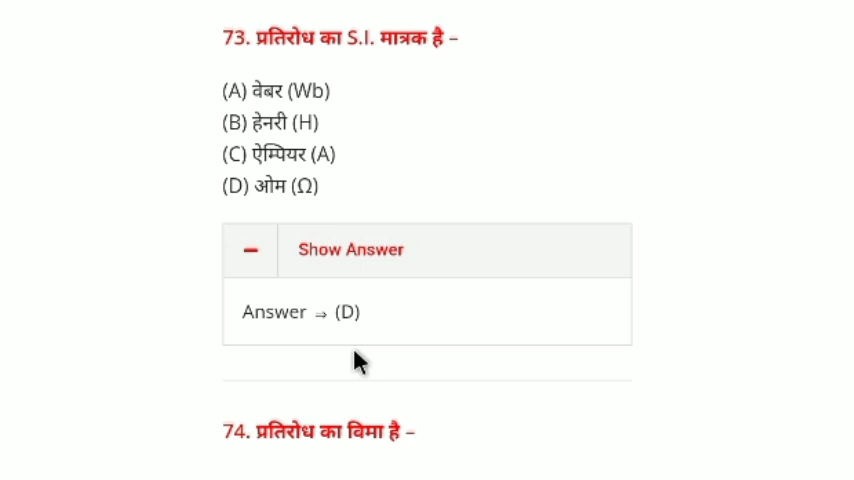 73. प्रतिरोध का S.I. मात्रक है –
(A) वेबर (Wb)
(B) हेनरी (H)
(C) ऐम्पियर (A)
(D) ओम (Ω)
Show Answer
Answer ⇒ (D)
74. प्रतिरोध का विमा है –